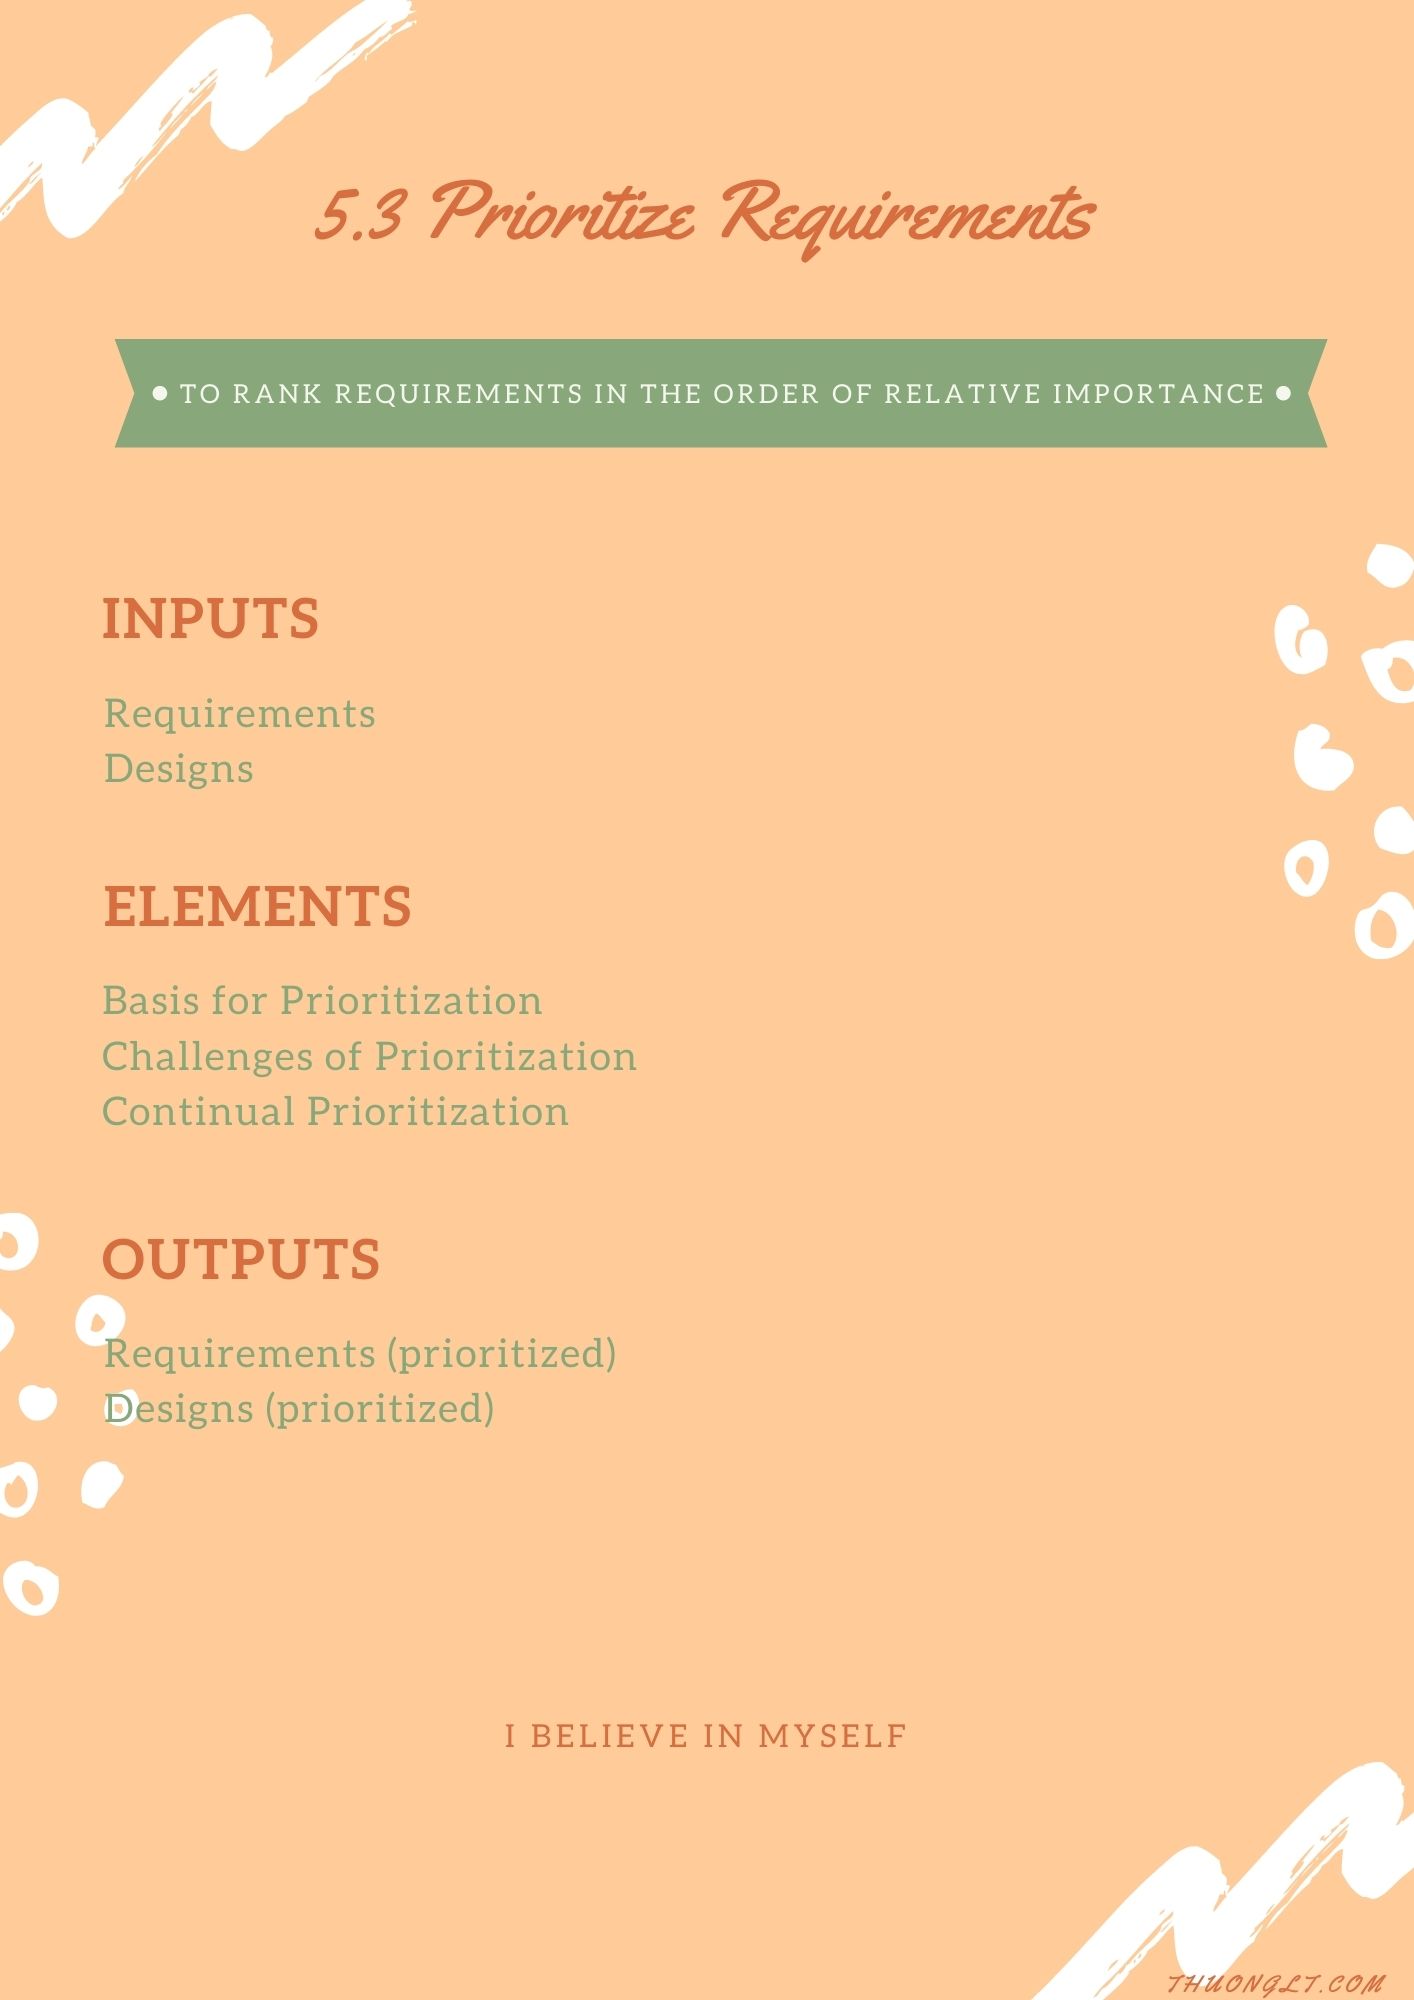 5.3 Prioritize Requirements
• TO RANK REQUIREMENTS IN THE ORDER OF RELATIVE IMPORTANCE •
INPUTS
Requirements
Designs
ELEMENTS
Basis for Prioritization
Challenges of Prioritization
Continual Prioritization
OUTPUTS
Requirements (prioritized)
Designs (prioritized)
I BELIEVE IN MYSELF
THUONGLT.COM